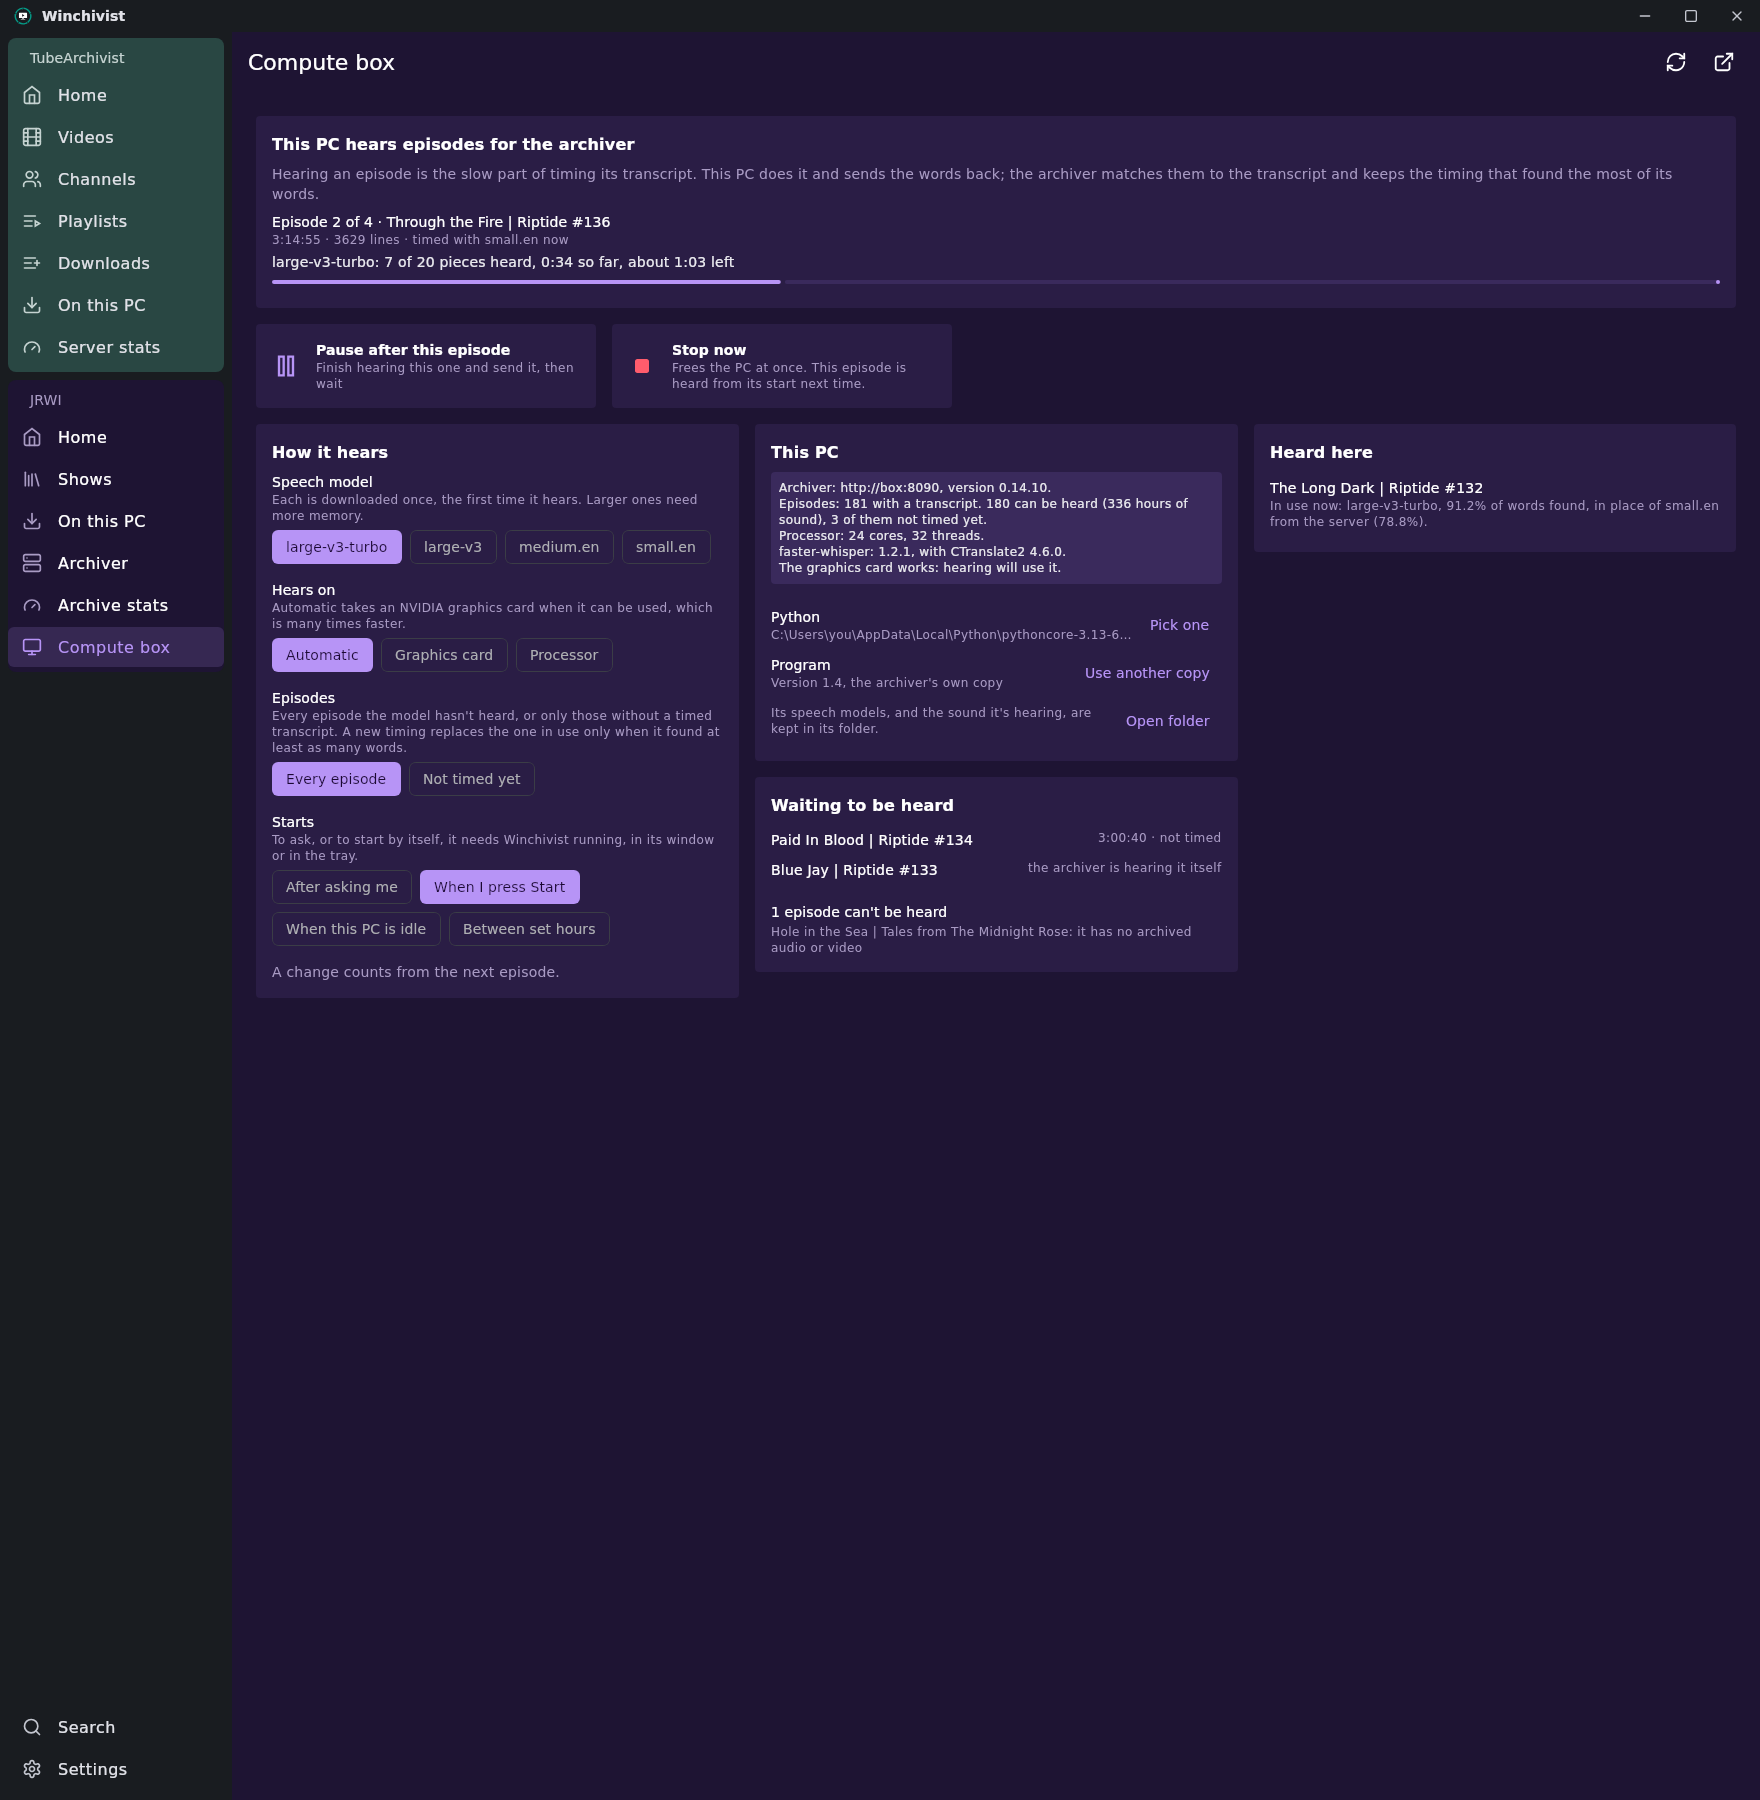 Winchivist
TubeArchivist
Home
Videos
Channels
Playlists
Downloads
On this PC
Server stats
JRWI
Home
Shows
On this PC
Archiver
Archive stats
Compute box
Search
Settings
Compute box
This PC hears episodes for the archiver
Hearing an episode is the slow part of timing its transcript. This PC does it and sends the words back; the archiver matches them to the transcript and keeps the timing that found the most of its
words.
Episode 2 of 4 · Through the Fire | Riptide #136
3:14:55 · 3629 lines · timed with small.en now
large-v3-turbo: 7 of 20 pieces heard, 0:34 so far, about 1:03 left
Pause after this episode
Finish hearing this one and send it, then
wait
Stop now
Frees the PC at once. This episode is
heard from its start next time.
How it hears
Speech model
Each is downloaded once, the first time it hears. Larger ones need
more memory.
large-v3-turbo
large-v3
medium.en
small.en
Hears on
Automatic takes an NVIDIA graphics card when it can be used, which
is many times faster.
Automatic
Graphics card
Processor
Episodes
Every episode the model hasn't heard, or only those without a timed
transcript. A new timing replaces the one in use only when it found at
least as many words.
Every episode
Not timed yet
Starts
To ask, or to start by itself, it needs Winchivist running, in its window
or in the tray.
After asking me
When I press Start
When this PC is idle
Between set hours
A change counts from the next episode.
This PC
Archiver: http://box:8090, version 0.14.10.
Episodes: 181 with a transcript. 180 can be heard (336 hours of
sound), 3 of them not timed yet.
Processor: 24 cores, 32 threads.
faster-whisper: 1.2.1, with CTranslate2 4.6.0.
The graphics card works: hearing will use it.
Python
C:\Users\you\AppData\Local\Python\pythoncore-3.13-6...
Pick one
Program
Version 1.4, the archiver's own copy
Use another copy
Its speech models, and the sound it's hearing, are
kept in its folder.
Open folder
Waiting to be heard
Paid In Blood | Riptide #134
3:00:40 · not timed
Blue Jay | Riptide #133
the archiver is hearing it itself
1 episode can't be heard
Hole in the Sea | Tales from The Midnight Rose: it has no archived
audio or video
Heard here
The Long Dark | Riptide #132
In use now: large-v3-turbo, 91.2% of words found, in place of small.en
from the server (78.8%).